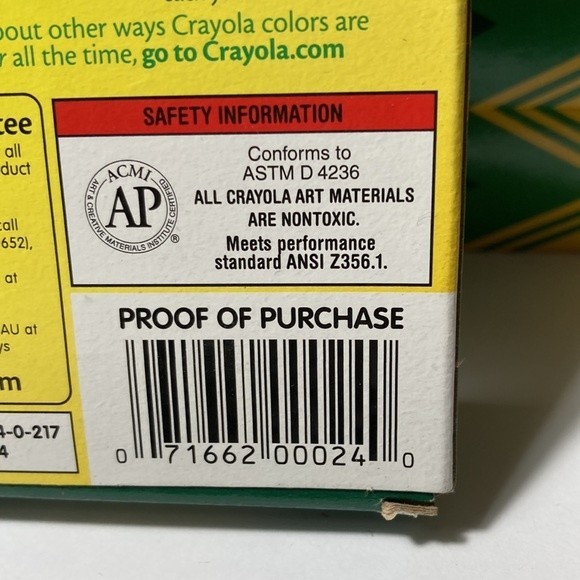 bout other ways Crayola colors are
r all the time, go to Crayola.com
tee
all
duct
all
652),
at
AU at
ys
m
4-0-217
4
SAFETY INFORMATION
ACMI
AP
ART & CREATIVE MATERIALS INSTITUTE CERTIFIED
®
Conforms to
ASTM D 4236
ALL CRAYOLA ART MATERIALS
ARE NONTOXIC.
Meets performance
standard ANSI Z356.1.
PROOF OF PURCHASE
0 71662 00024 0